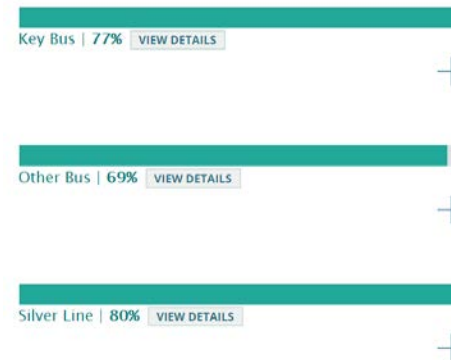 Key Bus | 77% VIEW DETAILS
Other Bus | 69% VIEW DETAILS
Silver Line | 80% VIEW DETAILS